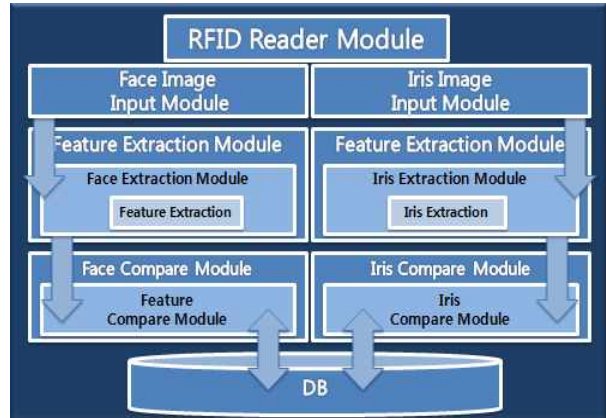 RFID Reader Module
Face Image
Input Module
Iris Image
Input Module
Feature Extraction Module
Face Extraction Module
Feature Extraction
Feature Extraction Module
Iris Extraction Module
Iris Extraction
Face Compare Module
Feature
Compare Module
Iris Compare Module
Iris
Compare Module
DB